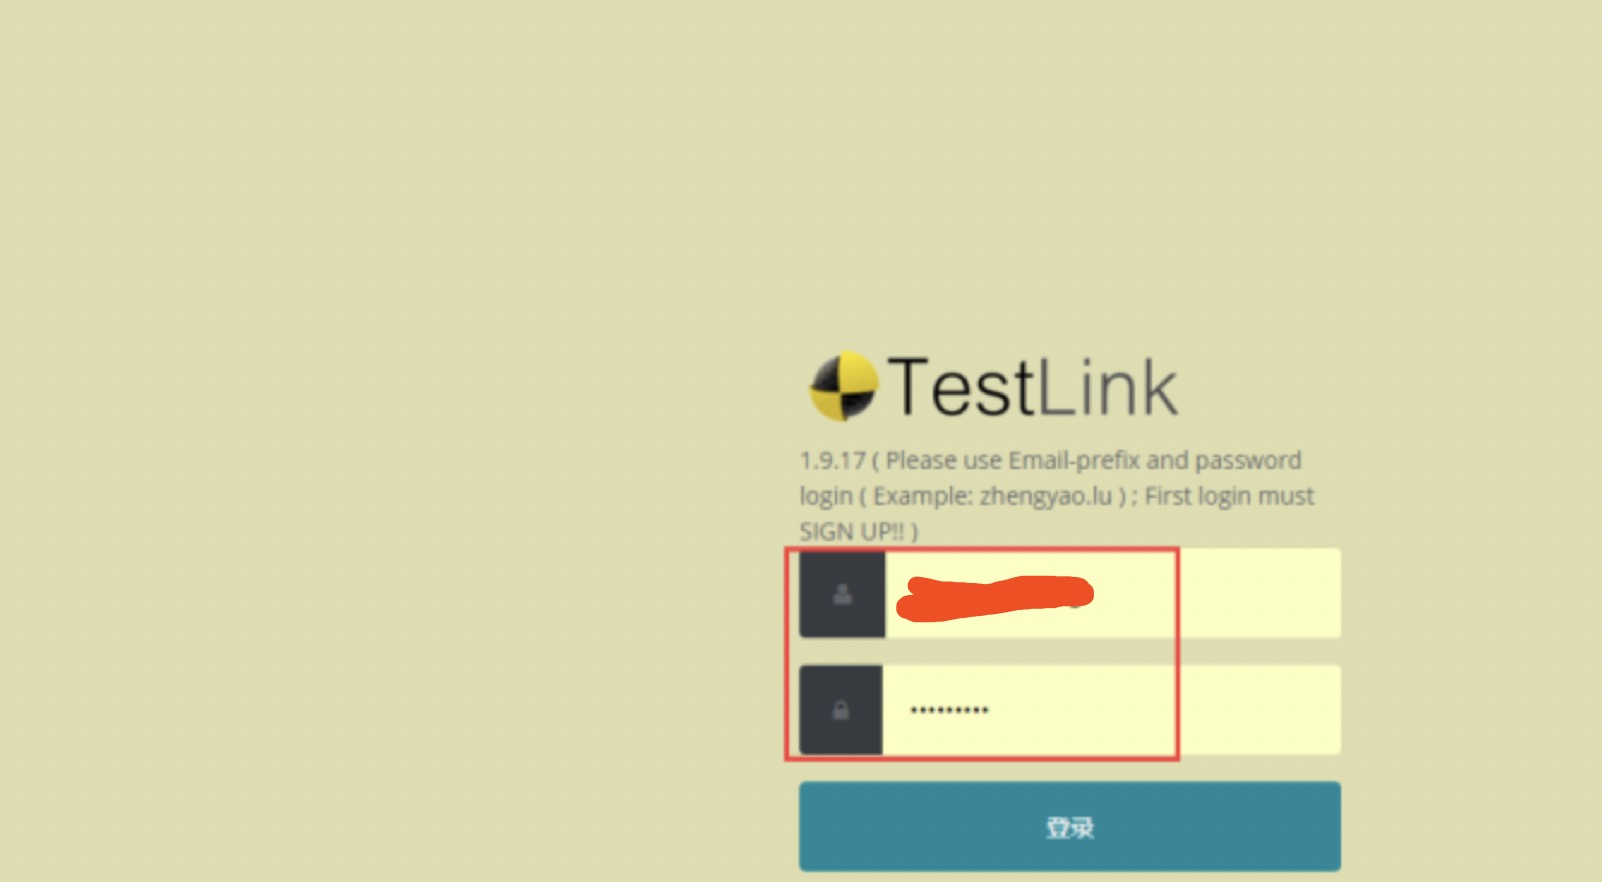 TestLink
1.9.17 ( Please use Email-prefix and password
login ( Example: zhengyao.lu ) ; First login must
SIGN UP!! )
•••••••••
登录